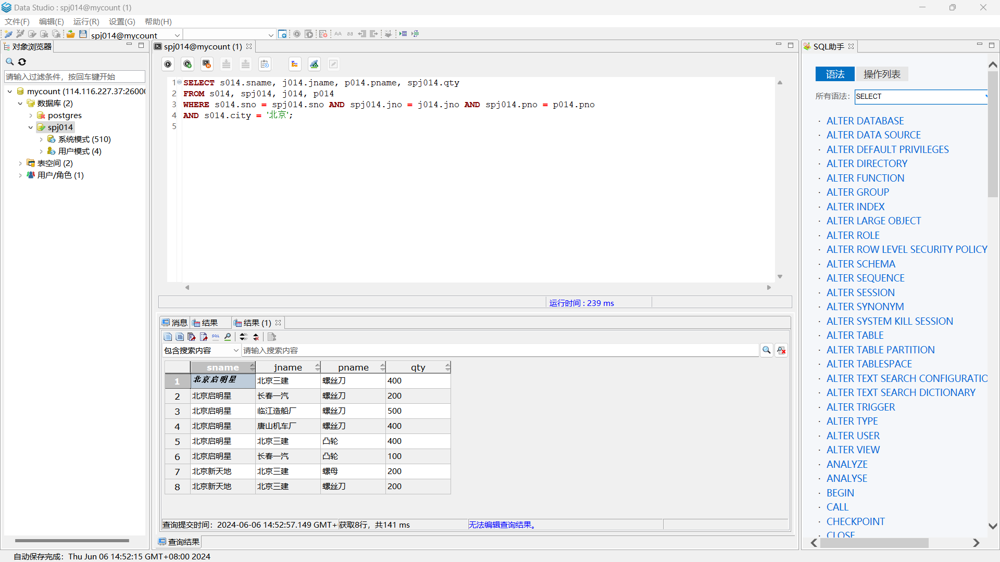 Data Studio : spj014@mycount (1)
文件(F) 编辑(E) 运行(R) 设置(G) 帮助(H)
spj014@mycount
对象浏览器
请输入过滤条件，按回车键开始
mycount (114.116.227.37:26000
数据库 (2)
postgres
spj014
系统模式 (510)
用户模式 (4)
表空间 (2)
用户/角色 (1)
spj014@mycount (1)
1 SELECT s014.sname, j014.jname, p014.pname, spj014.qty
2 FROM s014, spj014, j014, p014
3 WHERE s014.sno = spj014.sno AND spj014.jno = j014.jno AND spj014.pno = p014.pno
4 AND s014.city = '北京';
5
运行时间 : 239 ms
消息 结果 结果 (1)
SQL
包含搜索内容 请输入搜索内容
sname jname pname qty
1 北京启明星 北京三建 螺丝刀 400
2 北京启明星 长春一汽 螺丝刀 200
3 北京启明星 临江造船厂 螺丝刀 500
4 北京启明星 唐山机车厂 螺丝刀 400
5 北京启明星 北京三建 凸轮 400
6 北京启明星 长春一汽 凸轮 100
7 北京新天地 北京三建 螺母 200
8 北京新天地 北京三建 螺丝刀 200
查询提交时间：2024-06-06 14:52:57.149 GMT+ 获取8行，共141 ms 无法编辑查询结果。
查询结果
SQL助手
语法 操作列表
所有语法: SELECT
· ALTER DATABASE
· ALTER DATA SOURCE
· ALTER DEFAULT PRIVILEGES
· ALTER DIRECTORY
· ALTER FUNCTION
· ALTER GROUP
· ALTER INDEX
· ALTER LARGE OBJECT
· ALTER ROLE
· ALTER ROW LEVEL SECURITY POLICY
· ALTER SCHEMA
· ALTER SEQUENCE
· ALTER SESSION
· ALTER SYNONYM
· ALTER SYSTEM KILL SESSION
· ALTER TABLE
· ALTER TABLE PARTITION
· ALTER TABLESPACE
· ALTER TEXT SEARCH CONFIGURATIO
· ALTER TEXT SEARCH DICTIONARY
· ALTER TRIGGER
· ALTER TYPE
· ALTER USER
· ALTER VIEW
· ANALYZE
· ANALYSE
· BEGIN
· CALL
· CHECKPOINT
· CLOSE
自动保存完成：Thu Jun 06 14:52:15 GMT+08:00 2024